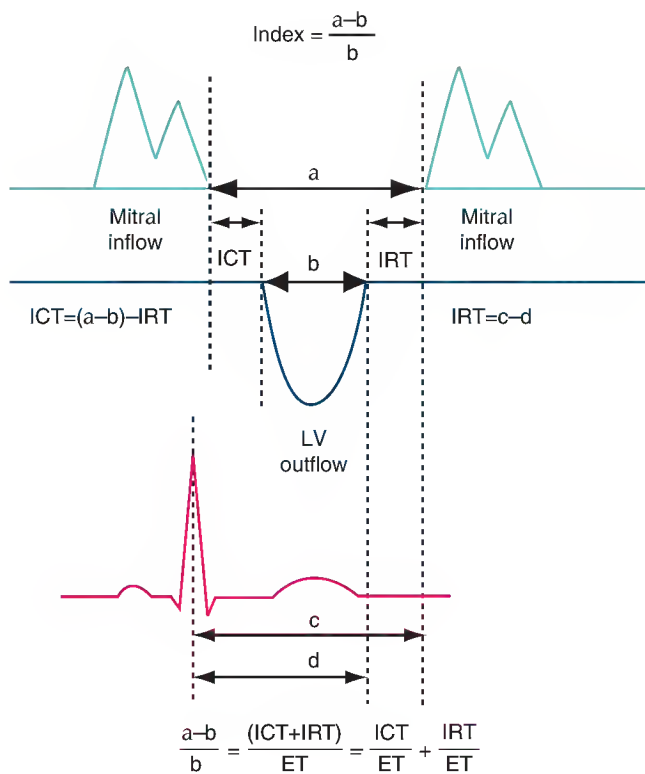 Index = a–b / b
a
Mitral inflow
Mitral inflow
ICT
b
IRT
ICT=(a–b)–IRT
IRT=c–d
LV outflow
c
d
a–b / b = (ICT+IRT) / ET = ICT / ET + IRT / ET